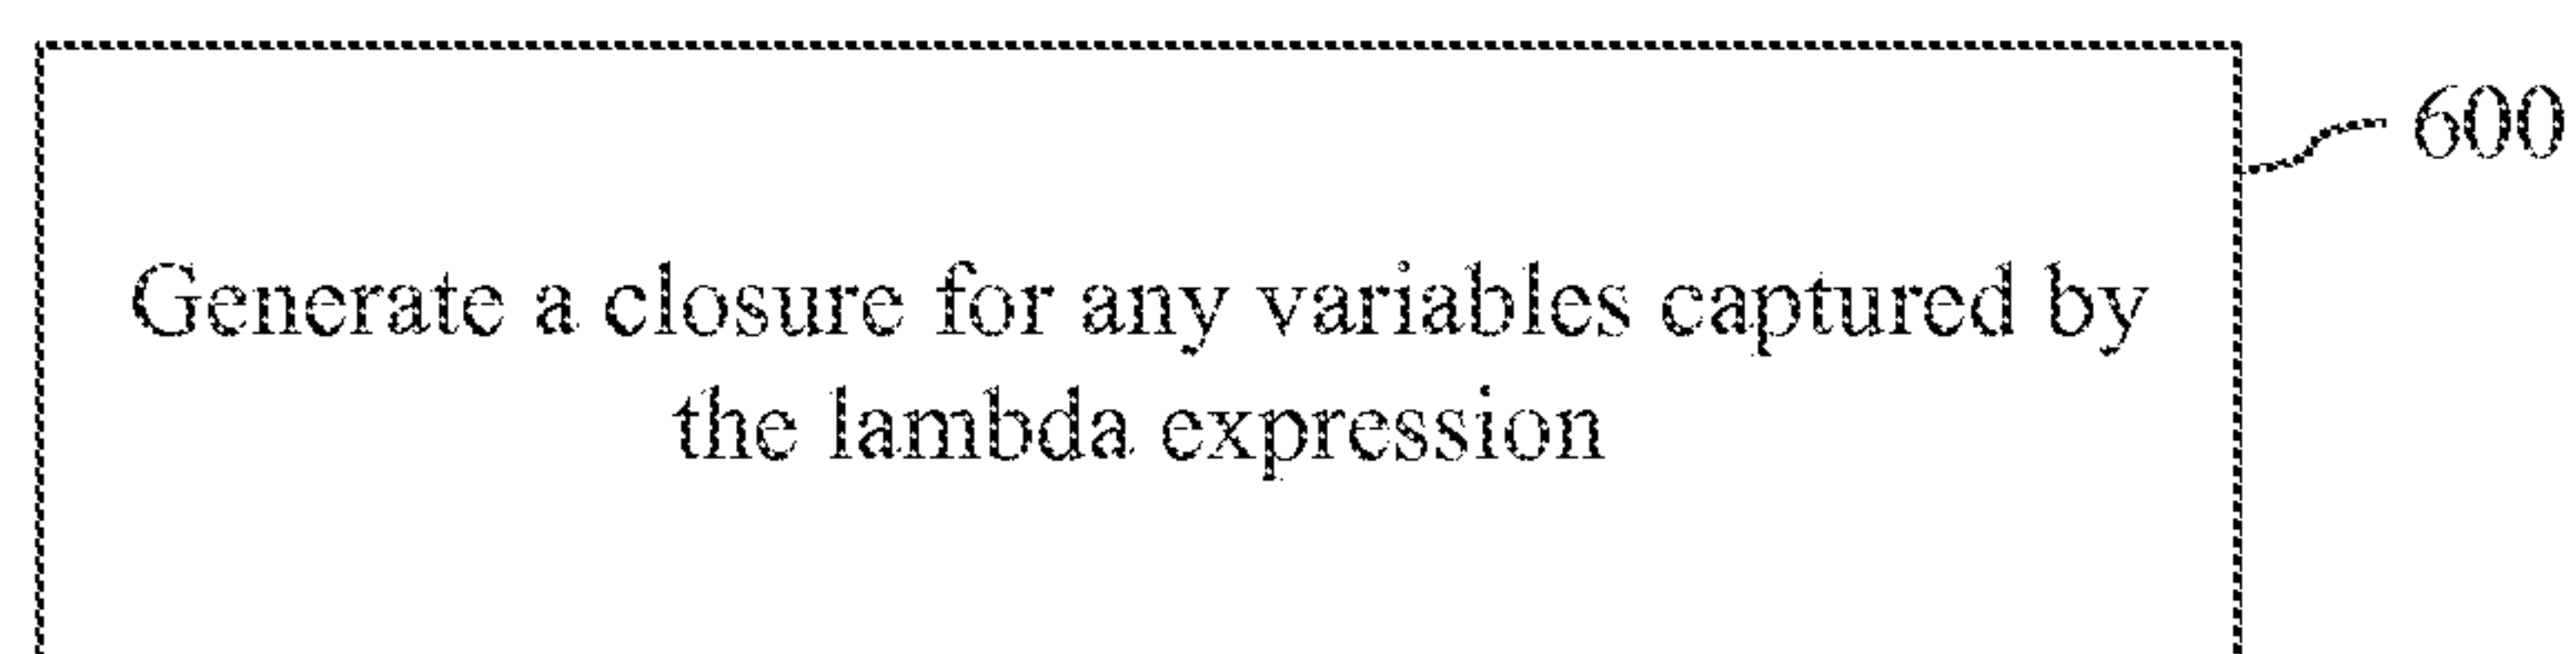 600
Generate a closure for any variables captured by
the lambda expression